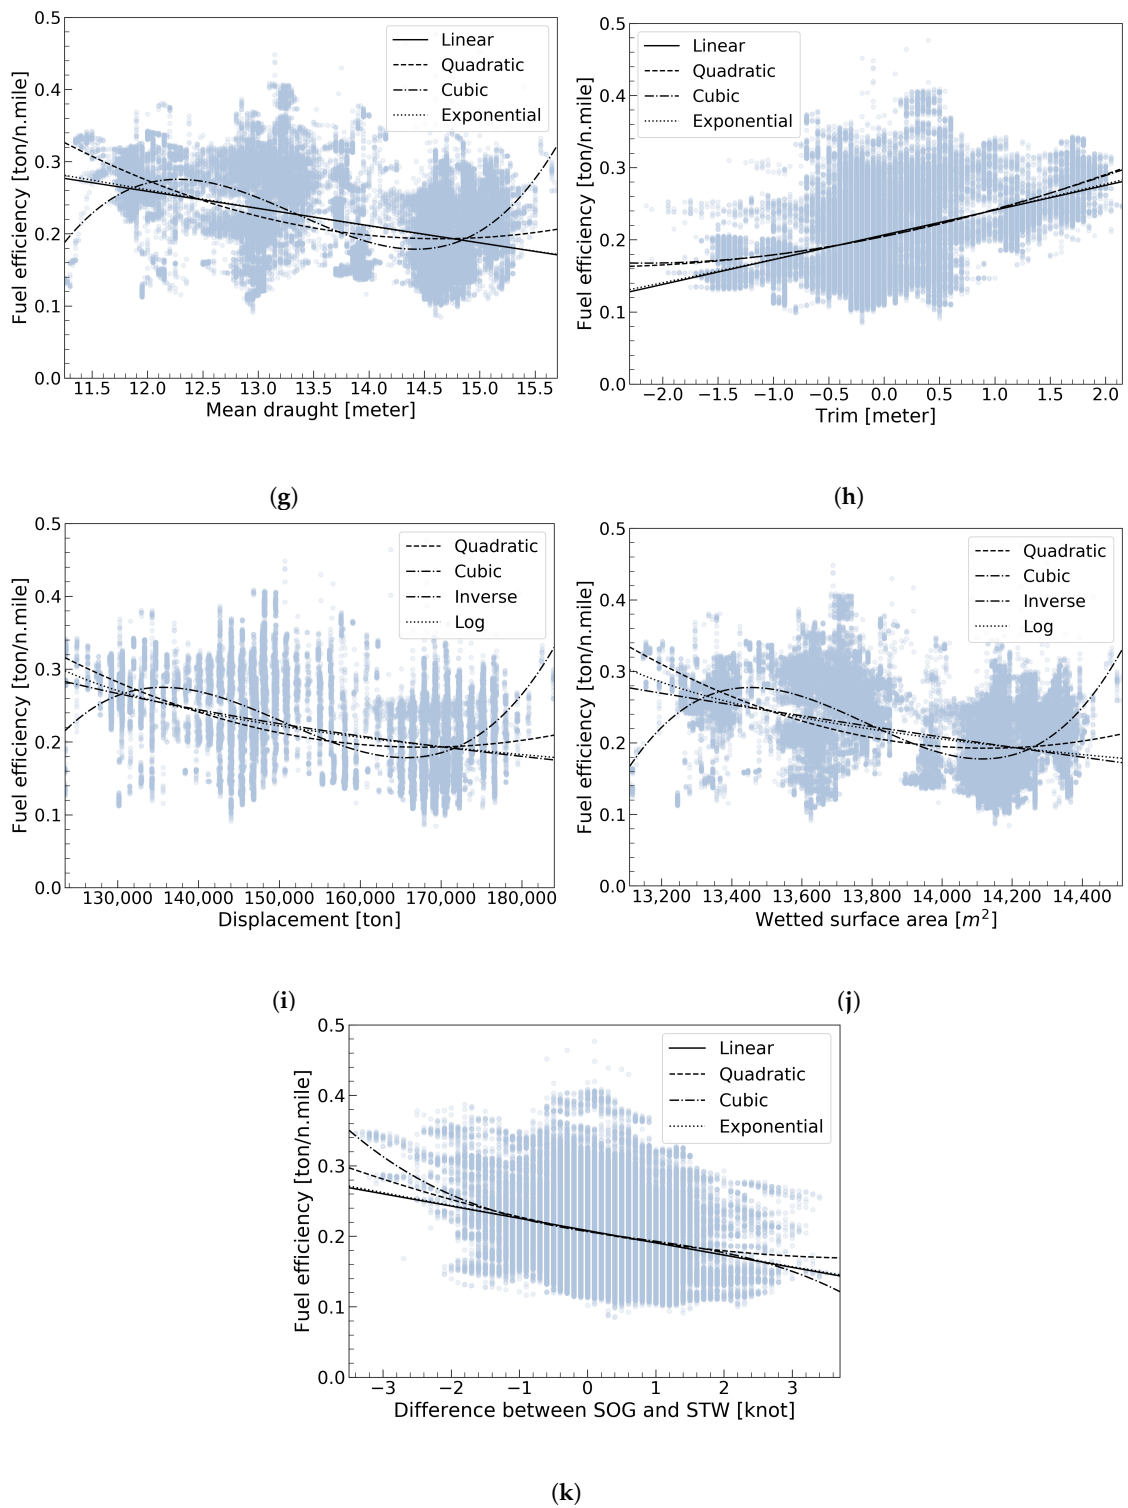 0.5
0.4
0.3
0.2
0.1
0.0
Fuel efficiency [ton/n.mile]
Linear
Quadratic
Cubic
Exponential
11.5 12.0 12.5 13.0 13.5 14.0 14.5 15.0 15.5
Mean draught [meter]
(g)
0.5
0.4
0.3
0.2
0.1
0.0
Fuel efficiency [ton/n.mile]
Linear
Quadratic
Cubic
Exponential
−2.0 −1.5 −1.0 −0.5 0.0 0.5 1.0 1.5 2.0
Trim [meter]
(h)
0.5
0.4
0.3
0.2
0.1
0.0
Fuel efficiency [ton/n.mile]
Quadratic
Cubic
Inverse
Log
130,000 140,000 150,000 160,000 170,000 180,000
Displacement [ton]
(i)
0.5
0.4
0.3
0.2
0.1
0.0
Fuel efficiency [ton/n.mile]
Quadratic
Cubic
Inverse
Log
13,200 13,400 13,600 13,800 14,000 14,200 14,400
Wetted surface area [m²]
(j)
0.5
0.4
0.3
0.2
0.1
0.0
Fuel efficiency [ton/n.mile]
Linear
Quadratic
Cubic
Exponential
−3 −2 −1 0 1 2 3
Difference between SOG and STW [knot]
(k)